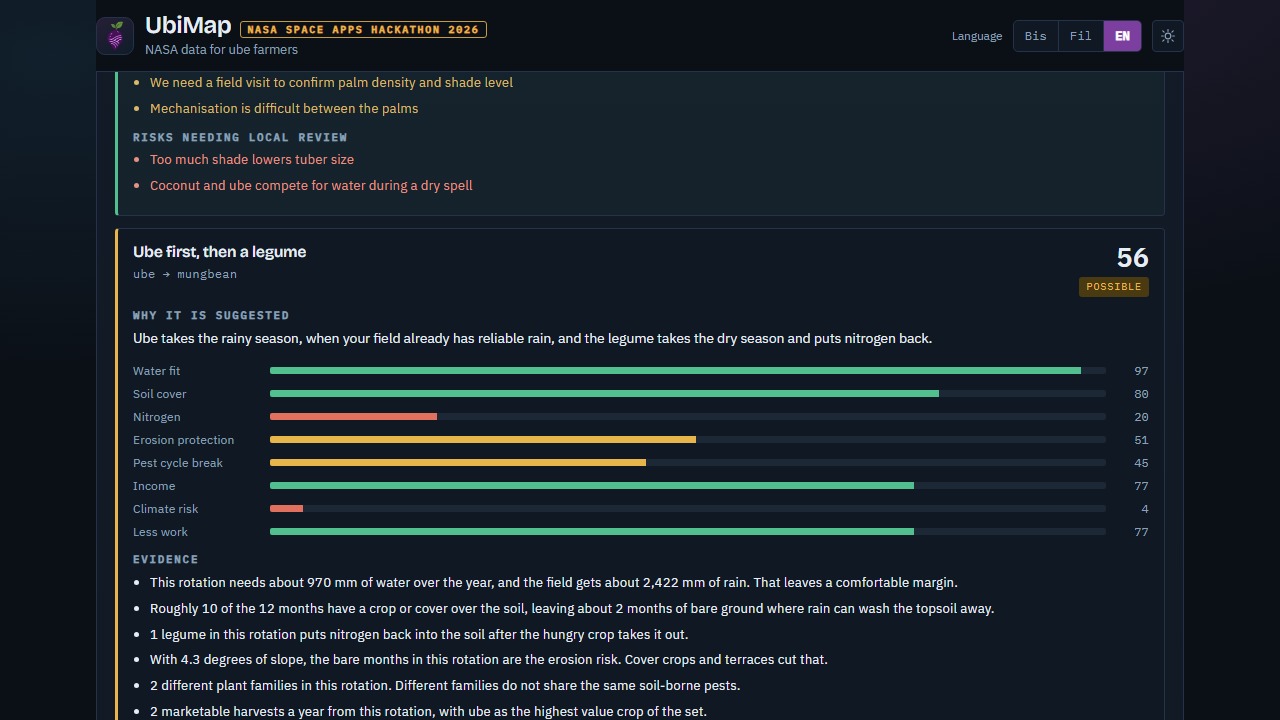 UbiMap NASA SPACE APPS HACKATHON 2026
NASA data for ube farmers
Language Bis Fil EN
We need a field visit to confirm palm density and shade level
Mechanisation is difficult between the palms
RISKS NEEDING LOCAL REVIEW
Too much shade lowers tuber size
Coconut and ube compete for water during a dry spell
Ube first, then a legume
ube → mungbean
56
POSSIBLE
WHY IT IS SUGGESTED
Ube takes the rainy season, when your field already has reliable rain, and the legume takes the dry season and puts nitrogen back.
Water fit 97
Soil cover 80
Nitrogen 20
Erosion protection 51
Pest cycle break 45
Income 77
Climate risk 4
Less work 77
EVIDENCE
This rotation needs about 970 mm of water over the year, and the field gets about 2,422 mm of rain. That leaves a comfortable margin.
Roughly 10 of the 12 months have a crop or cover over the soil, leaving about 2 months of bare ground where rain can wash the topsoil away.
1 legume in this rotation puts nitrogen back into the soil after the hungry crop takes it out.
With 4.3 degrees of slope, the bare months in this rotation are the erosion risk. Cover crops and terraces cut that.
2 different plant families in this rotation. Different families do not share the same soil-borne pests.
2 marketable harvests a year from this rotation, with ube as the highest value crop of the set.